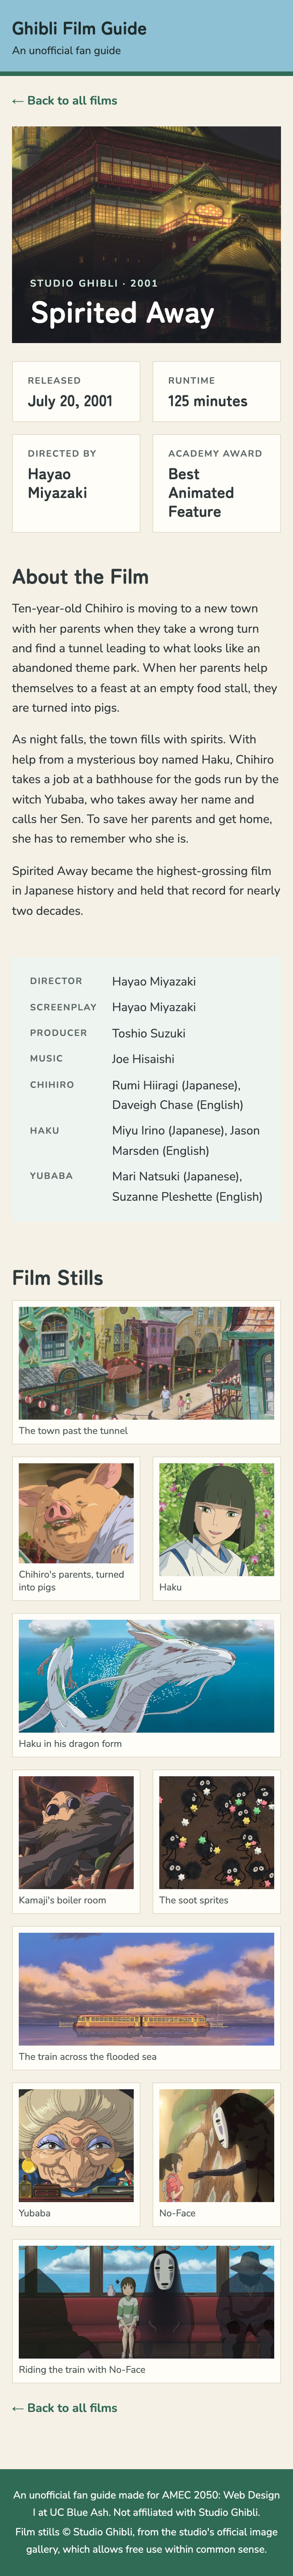 Ghibli Film Guide
An unofficial fan guide
← Back to all films
STUDIO GHIBLI · 2001
Spirited Away
RELEASED
July 20, 2001
RUNTIME
125 minutes
DIRECTED BY
Hayao
Miyazaki
ACADEMY AWARD
Best
Animated
Feature
About the Film
Ten-year-old Chihiro is moving to a new town
with her parents when they take a wrong turn
and find a tunnel leading to what looks like an
abandoned theme park. When her parents help
themselves to a feast at an empty food stall, they
are turned into pigs.
As night falls, the town fills with spirits. With
help from a mysterious boy named Haku, Chihiro
takes a job at a bathhouse for the gods run by the
witch Yubaba, who takes away her name and
calls her Sen. To save her parents and get home,
she has to remember who she is.
Spirited Away became the highest-grossing film
in Japanese history and held that record for nearly
two decades.
DIRECTOR Hayao Miyazaki
SCREENPLAY Hayao Miyazaki
PRODUCER Toshio Suzuki
MUSIC Joe Hisaishi
CHIHIRO Rumi Hiiragi (Japanese),
Daveigh Chase (English)
HAKU Miyu Irino (Japanese), Jason
Marsden (English)
YUBABA Mari Natsuki (Japanese),
Suzanne Pleshette (English)
Film Stills
The town past the tunnel
Chihiro's parents, turned
into pigs
Haku
Haku in his dragon form
Kamaji's boiler room
The soot sprites
The train across the flooded sea
Yubaba
No-Face
Riding the train with No-Face
← Back to all films
An unofficial fan guide made for AMEC 2050: Web Design
I at UC Blue Ash. Not affiliated with Studio Ghibli.
Film stills © Studio Ghibli, from the studio's official image
gallery, which allows free use within common sense.